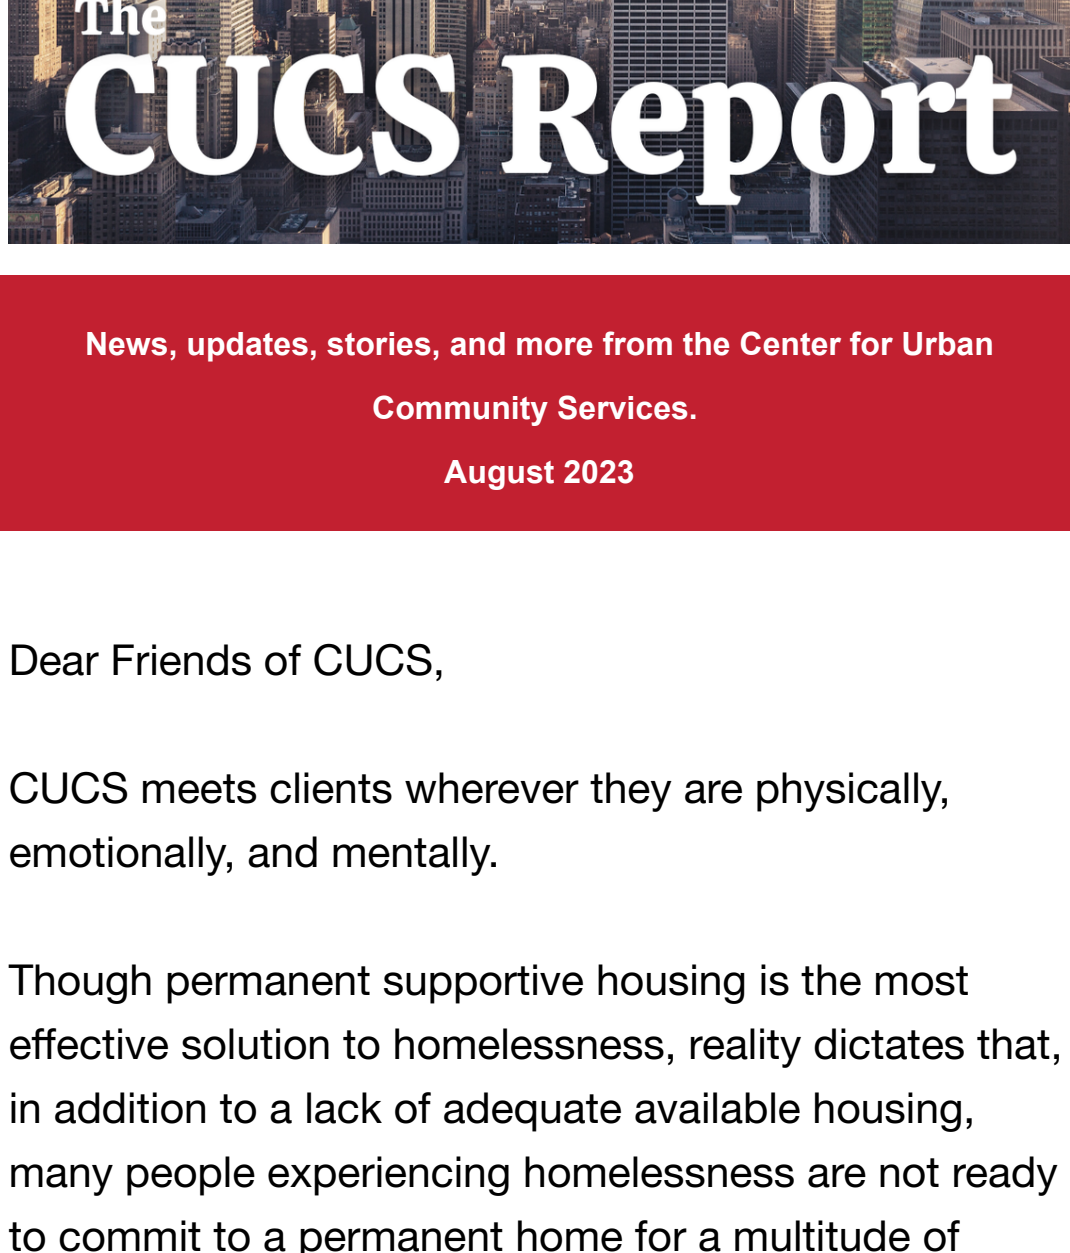 The
CUCS Report
News, updates, stories, and more from the Center for Urban
Community Services.
August 2023
Dear Friends of CUCS,
CUCS meets clients wherever they are physically,
emotionally, and mentally.
Though permanent supportive housing is the most
effective solution to homelessness, reality dictates that,
in addition to a lack of adequate available housing,
many people experiencing homelessness are not ready
to commit to a permanent home for a multitude of